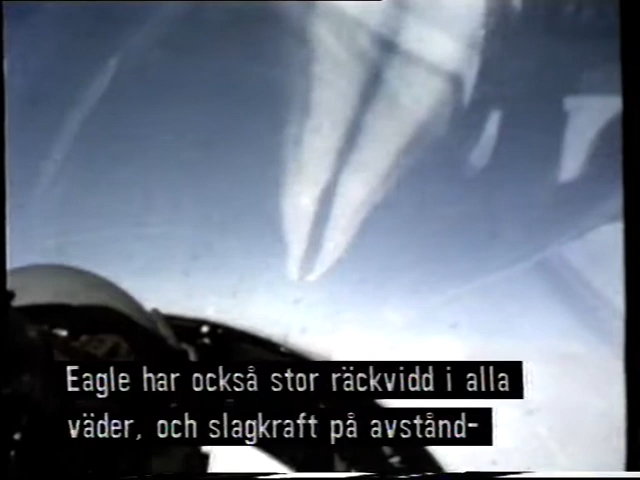 Eagle har också stor räckvidd i alla
väder, och slagkraft på avstånd-